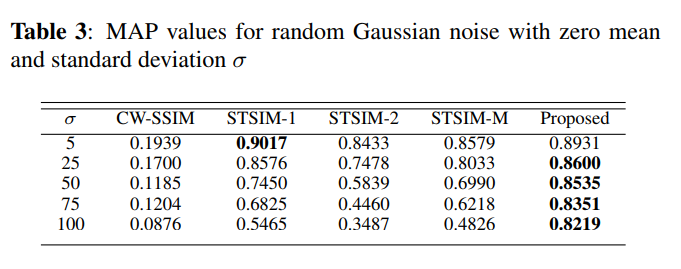 Table 3: MAP values for random Gaussian noise with zero mean
and standard deviation σ
σ CW-SSIM STSIM-1 STSIM-2 STSIM-M Proposed
5 0.1939 0.9017 0.8433 0.8579 0.8931
25 0.1700 0.8576 0.7478 0.8033 0.8600
50 0.1185 0.7450 0.5839 0.6990 0.8535
75 0.1204 0.6825 0.4460 0.6218 0.8351
100 0.0876 0.5465 0.3487 0.4826 0.8219